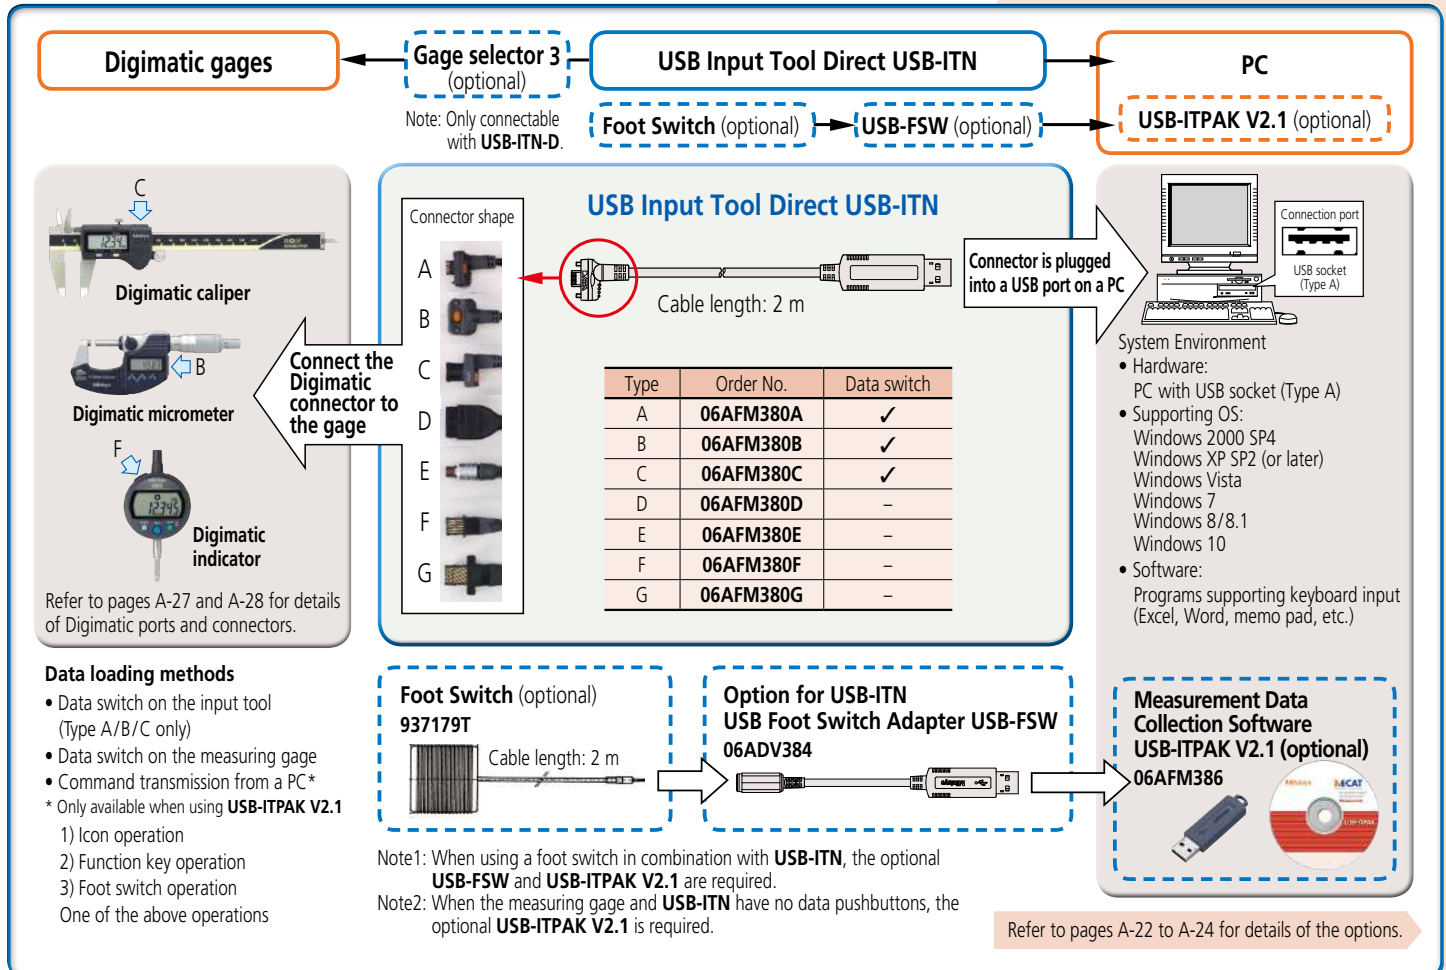 Digimatic gages
Gage selector 3
(optional)
Note: Only connectable
with USB-ITN-D.
USB Input Tool Direct USB-ITN
Foot Switch (optional)
USB-FSW (optional)
PC
USB-ITPAK V2.1 (optional)
C
Digimatic caliper
B
Digimatic micrometer
F
12345
Digimatic
indicator
Refer to pages A-27 and A-28 for details
of Digimatic ports and connectors.
Connect the
Digimatic
connector to
the gage
Connector shape
A
B
C
D
E
F
G
USB Input Tool Direct USB-ITN
Cable length: 2 m
Type Order No. Data switch
A 06AFM380A ✓
B 06AFM380B ✓
C 06AFM380C ✓
D 06AFM380D –
E 06AFM380E –
F 06AFM380F –
G 06AFM380G –
Connector is plugged
into a USB port on a PC
Connection port
USB socket
(Type A)
System Environment
• Hardware:
PC with USB socket (Type A)
• Supporting OS:
Windows 2000 SP4
Windows XP SP2 (or later)
Windows Vista
Windows 7
Windows 8/8.1
Windows 10
• Software:
Programs supporting keyboard input
(Excel, Word, memo pad, etc.)
Data loading methods
• Data switch on the input tool
(Type A/B/C only)
• Data switch on the measuring gage
• Command transmission from a PC*
* Only available when using USB-ITPAK V2.1
1) Icon operation
2) Function key operation
3) Foot switch operation
One of the above operations
Foot Switch (optional)
937179T
Cable length: 2 m
Option for USB-ITN
USB Foot Switch Adapter USB-FSW
06ADV384
Mitutoyo
Measurement Data
Collection Software
USB-ITPAK V2.1 (optional)
06AFM386
MeCAT
USB-ITPAK
Note1: When using a foot switch in combination with USB-ITN, the optional
USB-FSW and USB-ITPAK V2.1 are required.
Note2: When the measuring gage and USB-ITN have no data pushbuttons, the
optional USB-ITPAK V2.1 is required.
Refer to pages A-22 to A-24 for details of the options.